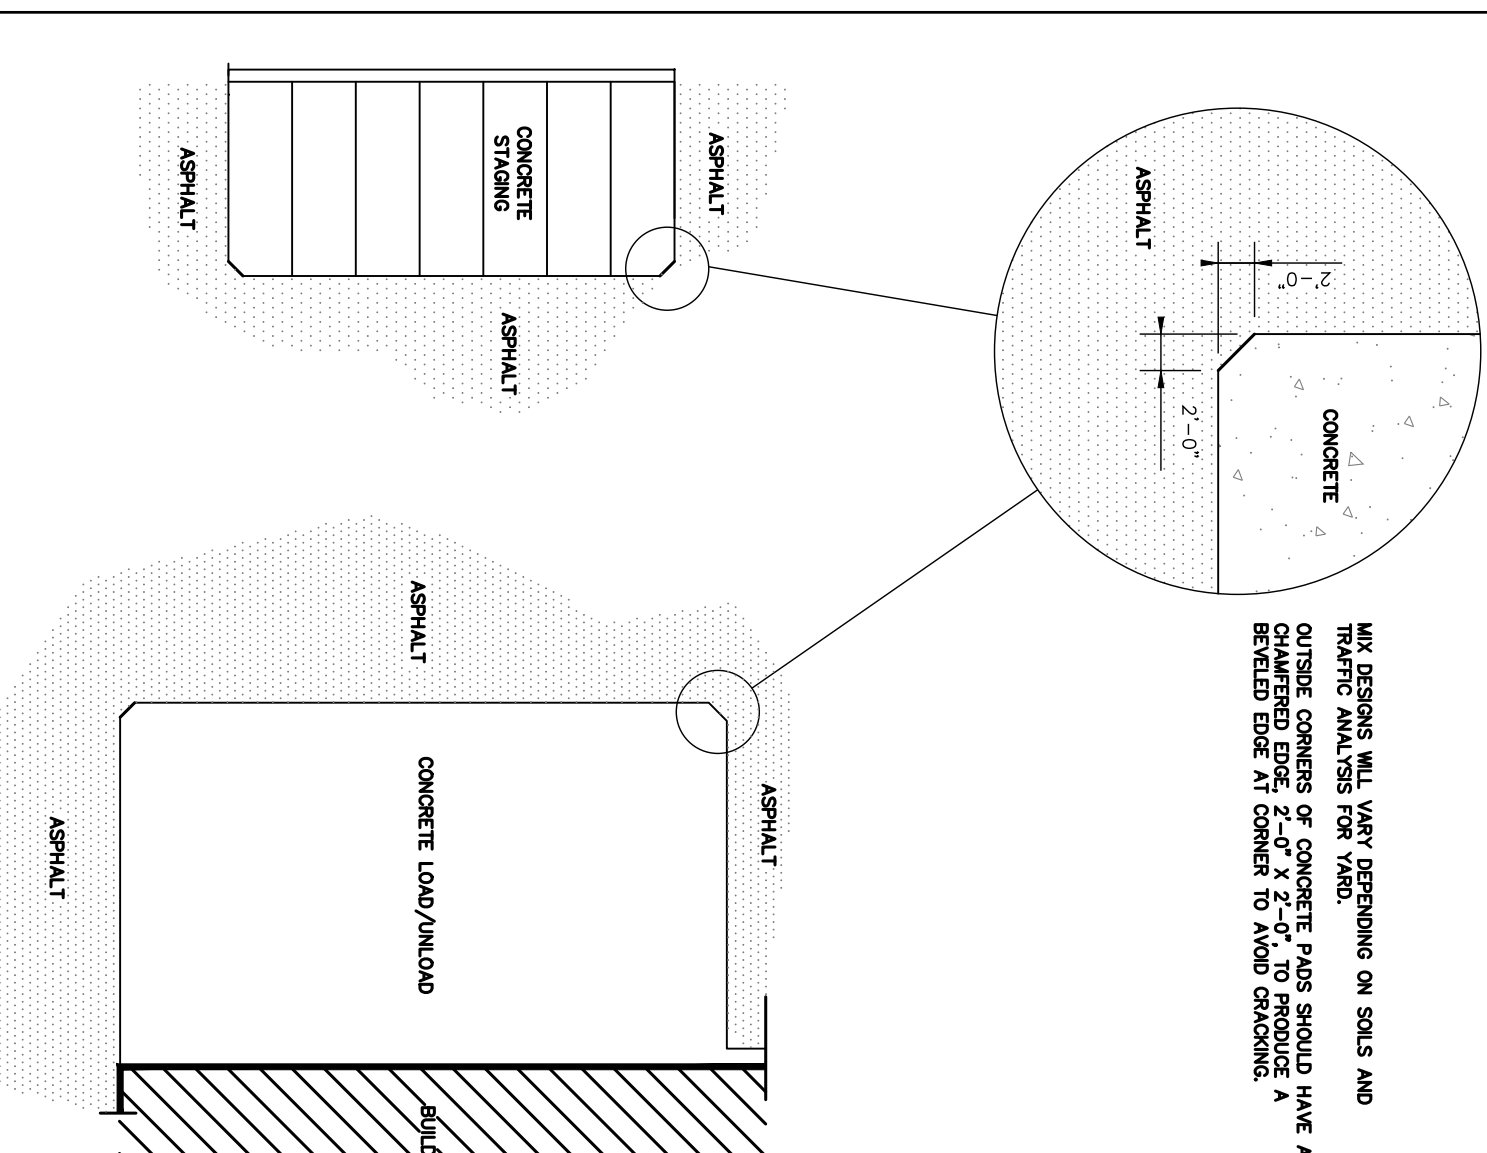 MIX DESIGNS WILL VARY DEPENDING ON SOILS AND
TRAFFIC ANALYSIS FOR YARD.
OUTSIDE CORNERS OF CONCRETE PADS SHOULD HAVE A
CHAMFERED EDGE, 2'-0" X 2'-0", TO PRODUCE A
BEVELED EDGE AT CORNER TO AVOID CRACKING.
CONCRETE
2'-0"
2'-0"
ASPHALT
ASPHALT
CONCRETE
STAGING
ASPHALT
ASPHALT
ASPHALT
CONCRETE LOAD/UNLOAD
ASPHALT
ASPHALT
BUILD